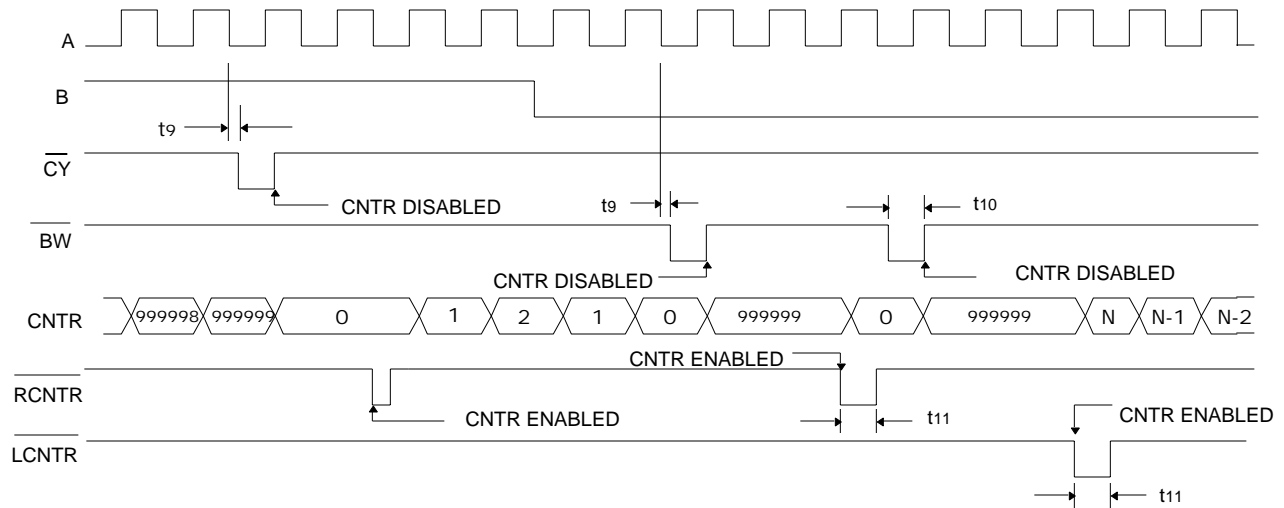 A
B
t9
CY
CNTR DISABLED
t9
t10
BW
CNTR DISABLED
CNTR DISABLED
CNTR 999998 999999 0 1 2 1 0 999999 0 999999 N N-1 N-2
CNTR ENABLED
RCNTR
CNTR ENABLED
t11
CNTR ENABLED
LCNTR
t11